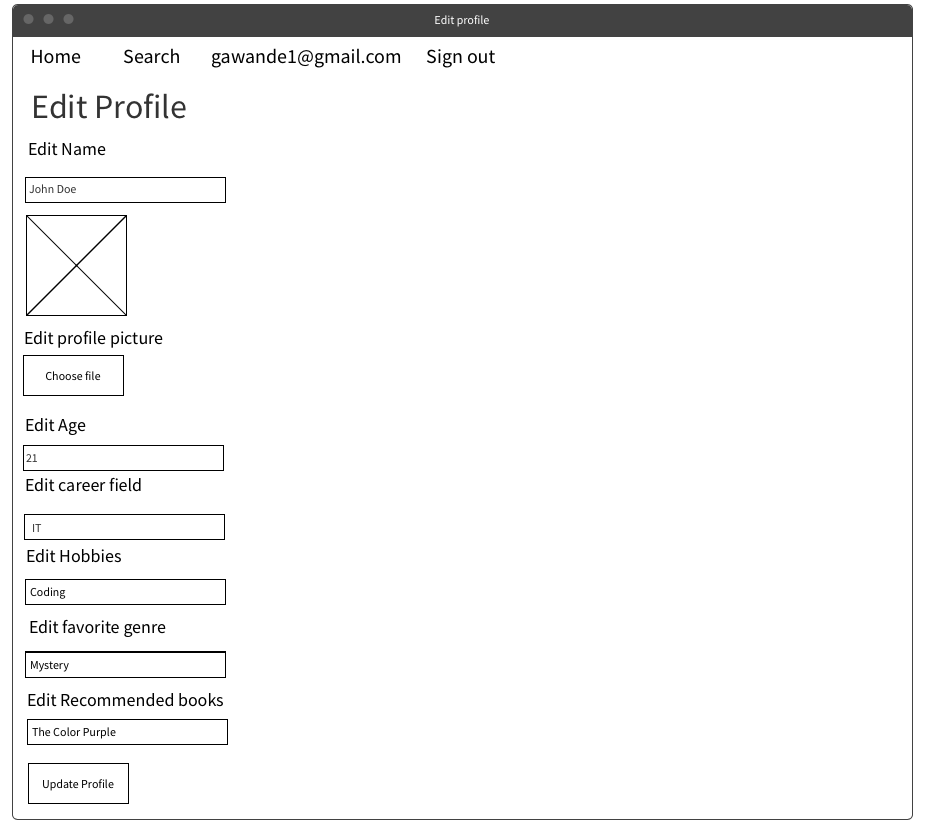 Edit profile
Home Search gawande1@gmail.com Sign out
Edit Profile
Edit Name
John Doe
Edit profile picture
Choose file
Edit Age
21
Edit career field
IT
Edit Hobbies
Coding
Edit favorite genre
Mystery
Edit Recommended books
The Color Purple
Update Profile